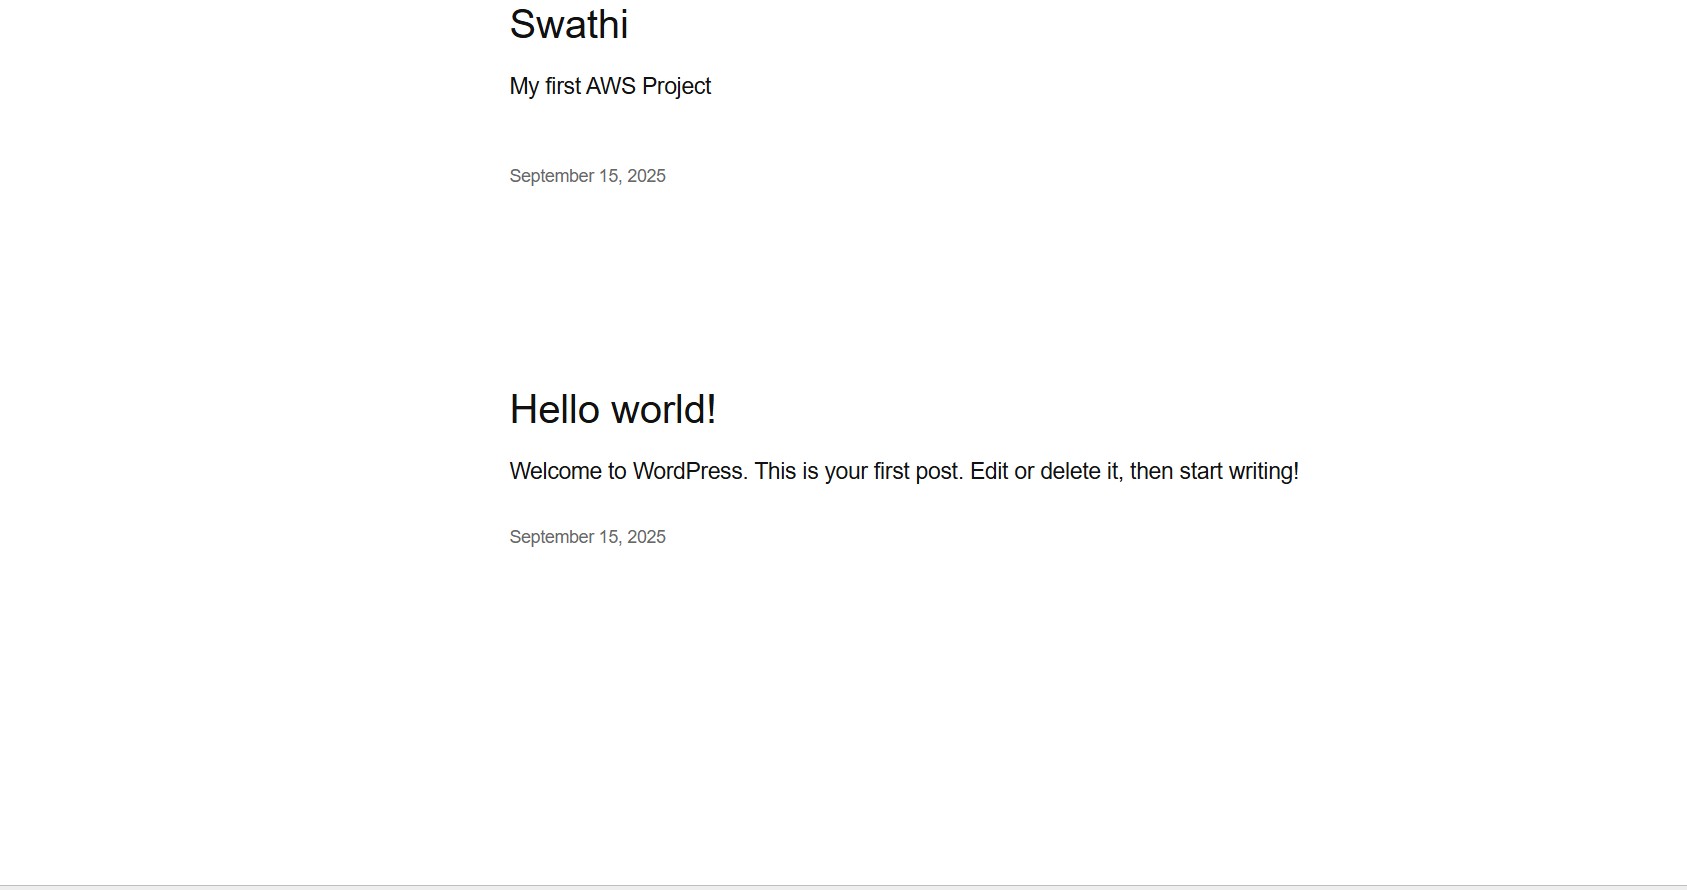 Swathi
My first AWS Project
September 15, 2025
Hello world!
Welcome to WordPress. This is your first post. Edit or delete it, then start writing!
September 15, 2025